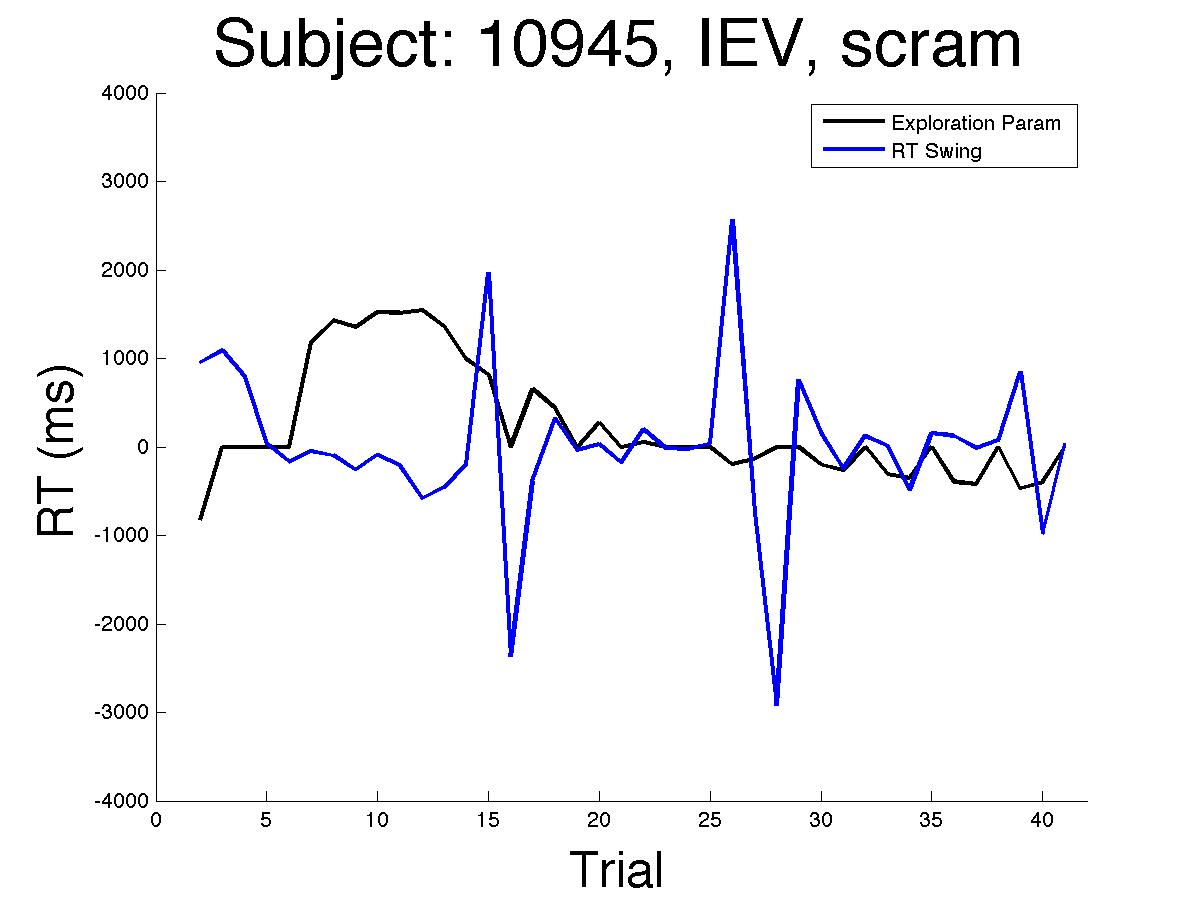 Subject: 10945, IEV, scram
Exploration Param
RT Swing
4000
3000
2000
1000
0
-1000
-2000
-3000
-4000
RT (ms)
0 5 10 15 20 25 30 35 40
Trial